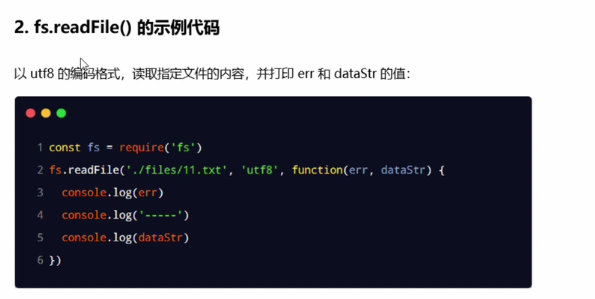 2. fs.readFile() 的示例代码
以 utf8 的编码格式，读取指定文件的内容，并打印 err 和 dataStr 的值：
1 const fs = require('fs')
2 fs.readFile('./files/11.txt', 'utf8', function(err, dataStr) {
3   console.log(err)
4   console.log('-----')
5   console.log(dataStr)
6 })